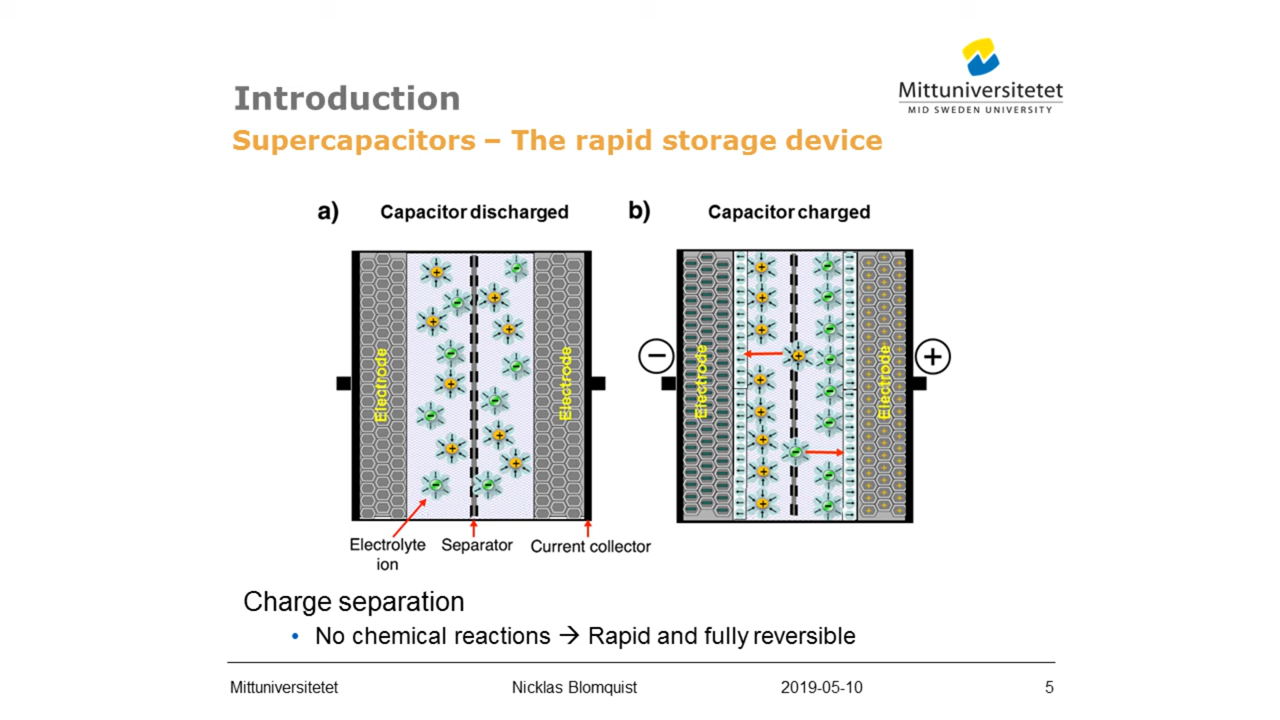 Mittuniversitetet
MID SWEDEN UNIVERSITY
Introduction
Supercapacitors – The rapid storage device
a) Capacitor discharged
b) Capacitor charged
Electrode
Electrode
Electrode
Electrode
−
+
Electrolyte
ion
Separator
Current collector
Charge separation
• No chemical reactions → Rapid and fully reversible
Mittuniversitetet
Nicklas Blomquist
2019-05-10
5